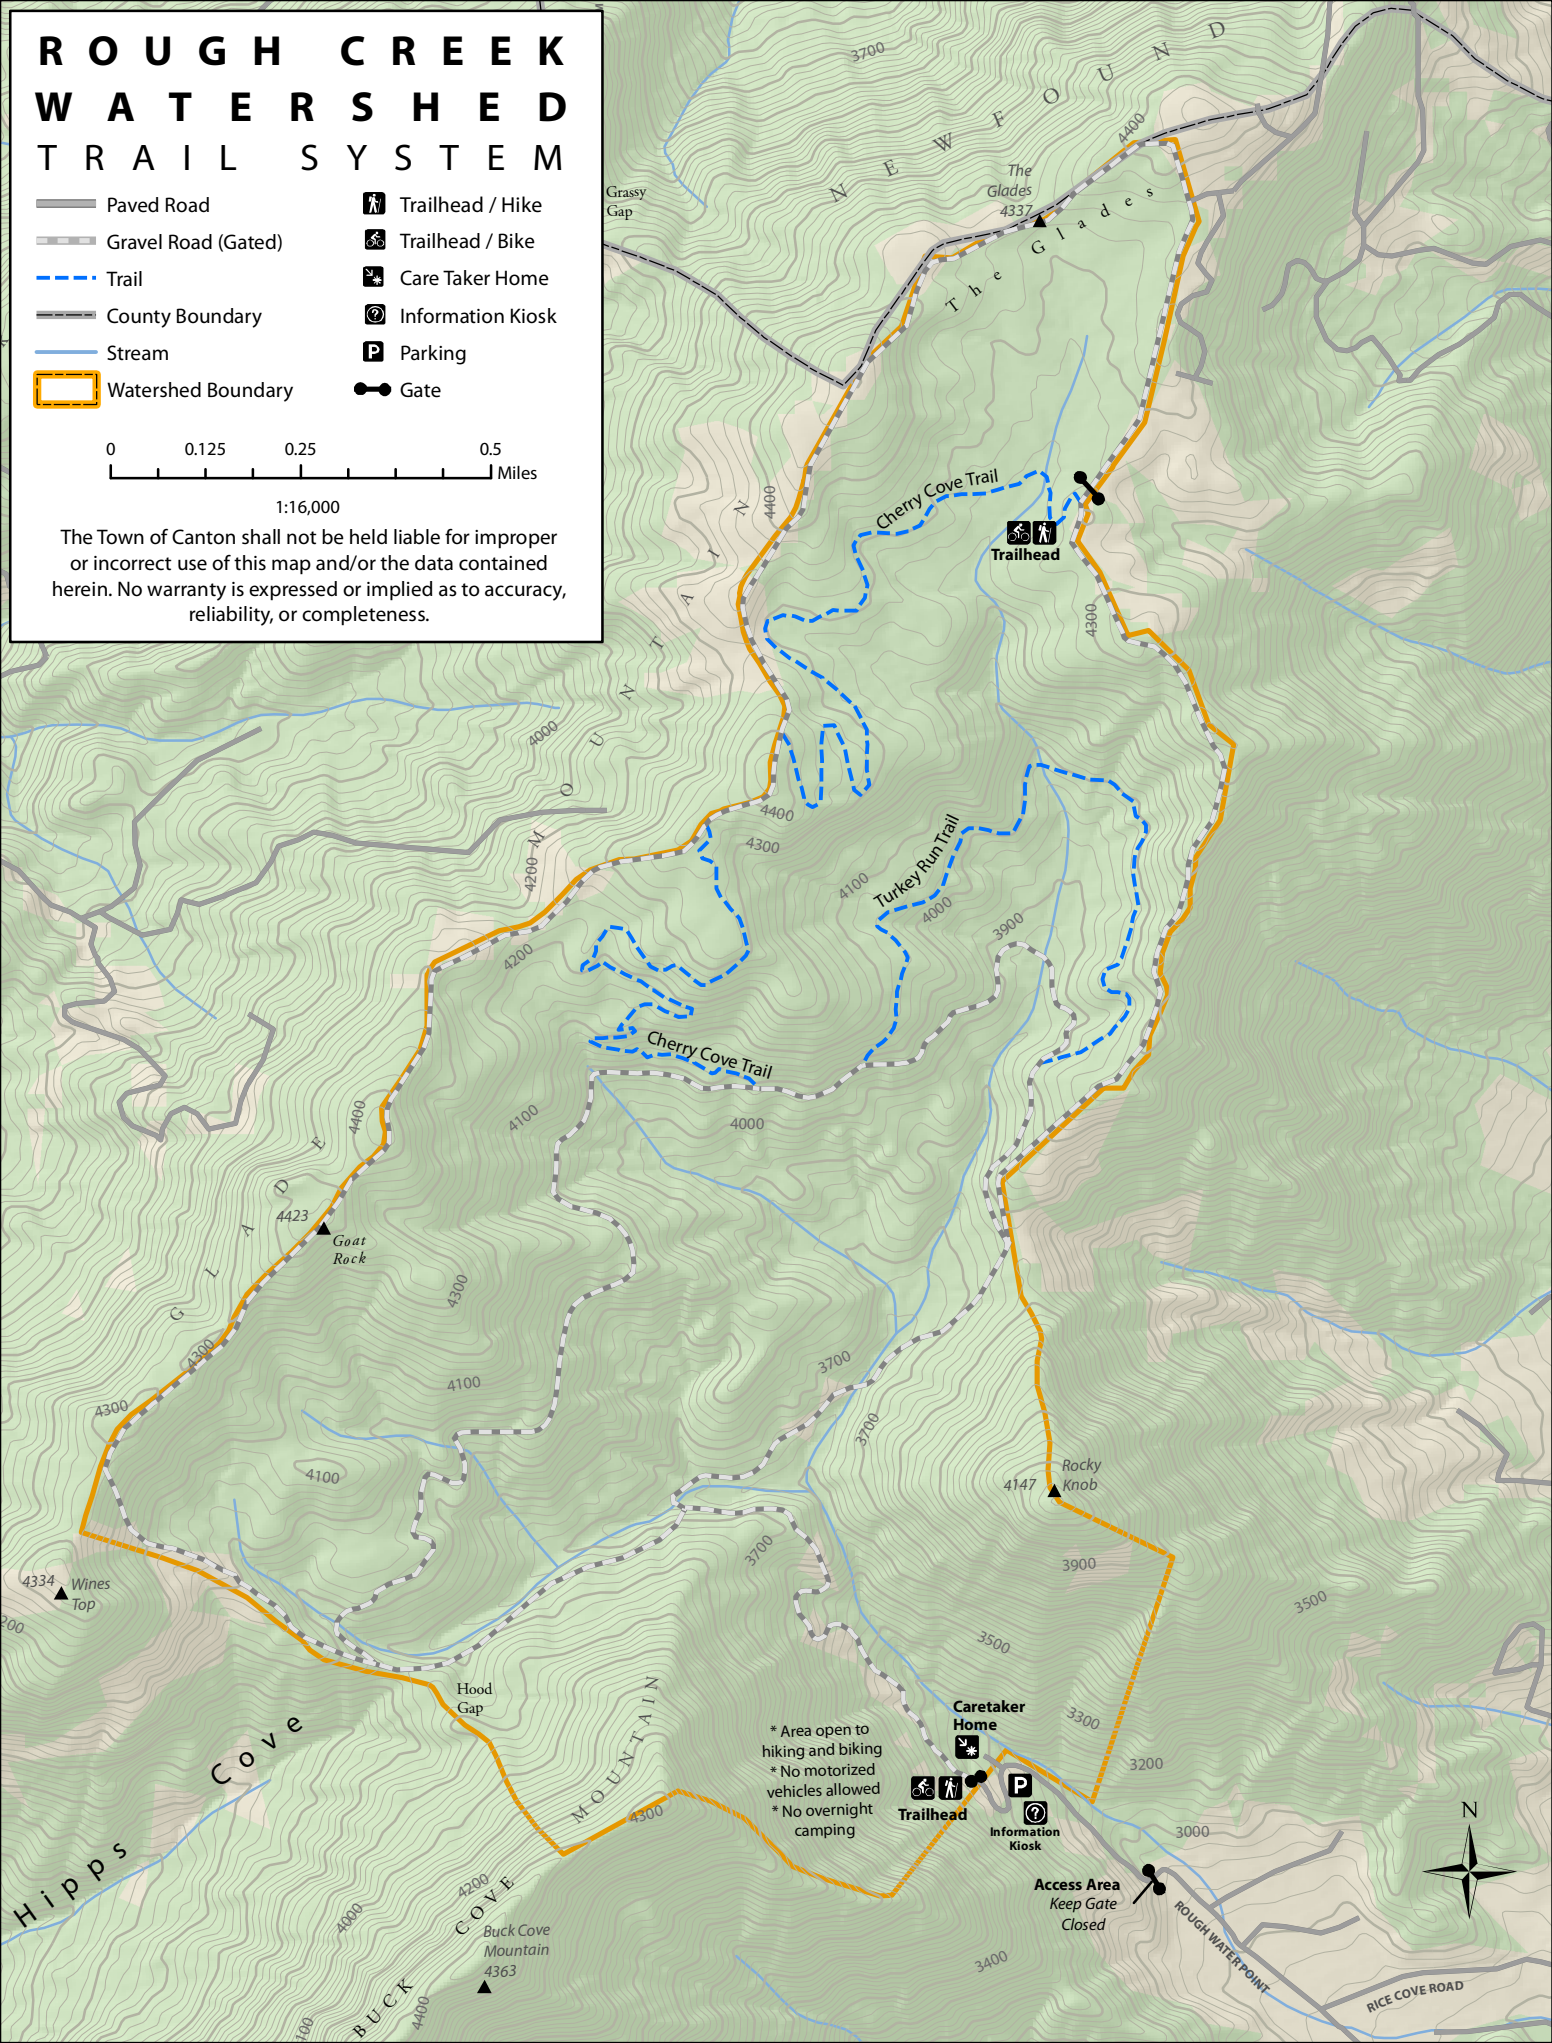 ROUGH CREEK
WATERSHED
TRAIL SYSTEM
Paved Road
Gravel Road (Gated)
Trail
County Boundary
Stream
Watershed Boundary
Trailhead / Hike
Trailhead / Bike
Care Taker Home
Information Kiosk
P Parking
Gate
0 0.125 0.25 0.5
Miles
1:16,000
The Town of Canton shall not be held liable for improper
or incorrect use of this map and/or the data contained
herein. No warranty is expressed or implied as to accuracy,
reliability, or completeness.
3700
NEWFOUND
4400
Grassy
Gap
The
Glades
4337
The Glades
MOUNTAIN
4400
Cherry Cove Trail
Trailhead
4300
4000
4400
4300
4200
4100
Turkey Run Trail
4000
3900
4200
Cherry Cove Trail
4400
4100
4000
GLADE
4423
Goat
Rock
4300
4300
4300
4100
3700
3700
4100
4147
Rocky
Knob
3700
3900
4334
Wines
Top
200
3500
3500
Hood
Gap
Hipps Cove
MOUNTAIN
4300
* Area open to
hiking and biking
* No motorized
vehicles allowed
* No overnight
camping
Caretaker
Home
3300
3200
Trailhead
P
Information
Kiosk
3000
N
Access Area
Keep Gate
Closed
ROUGH WATER POINT
RICE COVE ROAD
4200
4000
BUCK COVE
Buck Cove
Mountain
4363
3400
4400
100